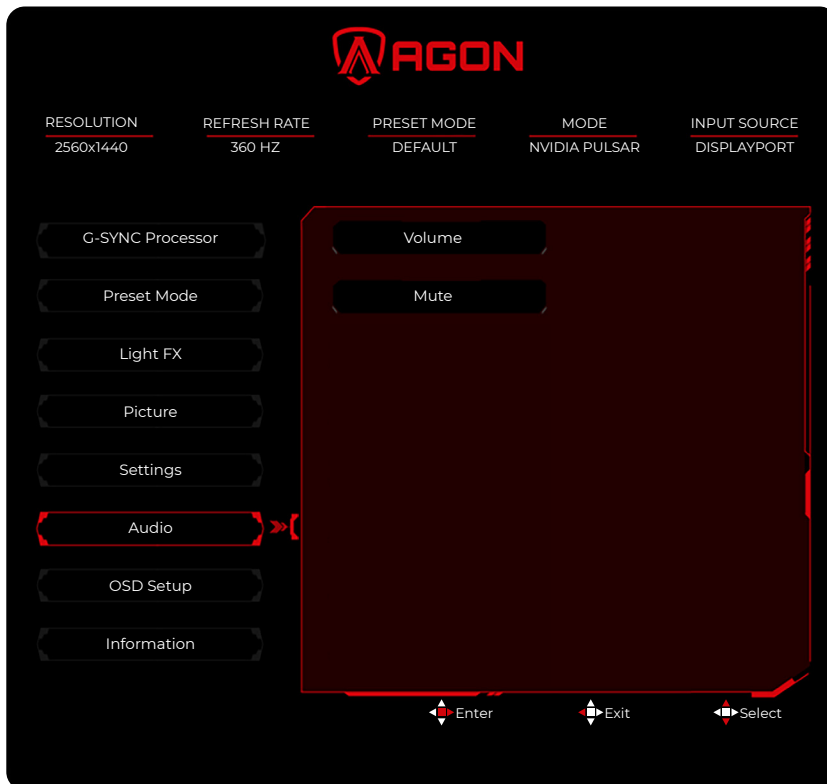 AGON
RESOLUTION REFRESH RATE PRESET MODE MODE INPUT SOURCE
2560x1440 360 HZ DEFAULT NVIDIA PULSAR DISPLAYPORT
G-SYNC Processor
Preset Mode
Light FX
Picture
Settings
Audio
OSD Setup
Information
Volume
Mute
Enter Exit Select